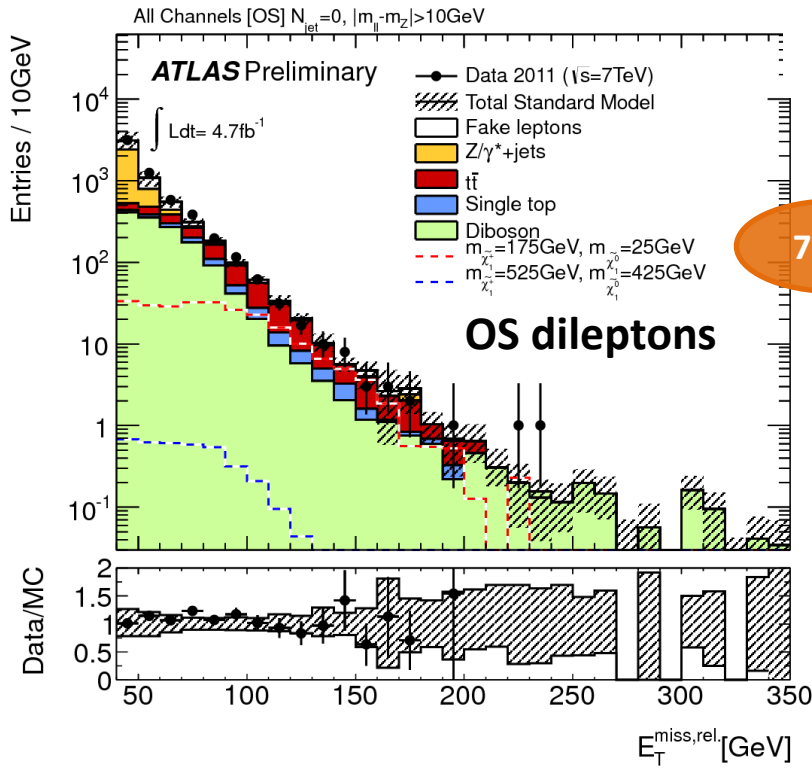 All Channels [OS] N_jet=0, |m_ll-m_Z|>10GeV
ATLAS Preliminary
∫ Ldt= 4.7fb⁻¹
Data 2011 (√s=7TeV)
Total Standard Model
Fake leptons
Z/γ*+jets
tt̄
Single top
Diboson
m_χ̃₁⁺=175GeV, m_χ̃₁⁰=25GeV
m_χ̃₁⁺=525GeV, m_χ̃₁⁰=425GeV
7
OS dileptons
Entries / 10GeV
10⁴
10³
10²
10
1
10⁻¹
Data/MC
2
1.5
1
0.5
0
50 100 150 200 250 300 350
E_T^miss,rel.[GeV]